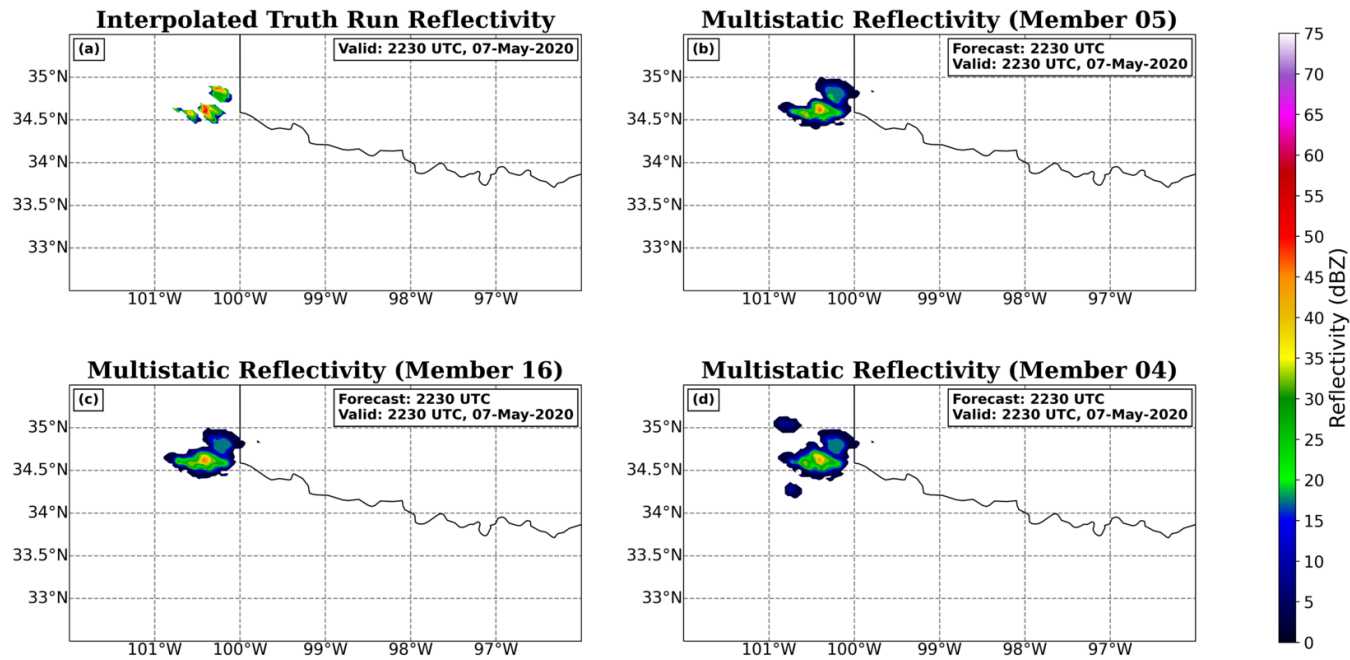 Interpolated Truth Run Reflectivity
(a)
Valid: 2230 UTC, 07-May-2020
35°N
34.5°N
34°N
33.5°N
33°N
101°W
100°W
99°W
98°W
97°W
Multistatic Reflectivity (Member 05)
(b)
Forecast: 2230 UTC
Valid: 2230 UTC, 07-May-2020
35°N
34.5°N
34°N
33.5°N
33°N
101°W
100°W
99°W
98°W
97°W
Multistatic Reflectivity (Member 16)
(c)
Forecast: 2230 UTC
Valid: 2230 UTC, 07-May-2020
35°N
34.5°N
34°N
33.5°N
33°N
101°W
100°W
99°W
98°W
97°W
Multistatic Reflectivity (Member 04)
(d)
Forecast: 2230 UTC
Valid: 2230 UTC, 07-May-2020
35°N
34.5°N
34°N
33.5°N
33°N
101°W
100°W
99°W
98°W
97°W
75
70
65
60
55
50
45
40
35
30
25
20
15
10
5
0
Reflectivity (dBZ)